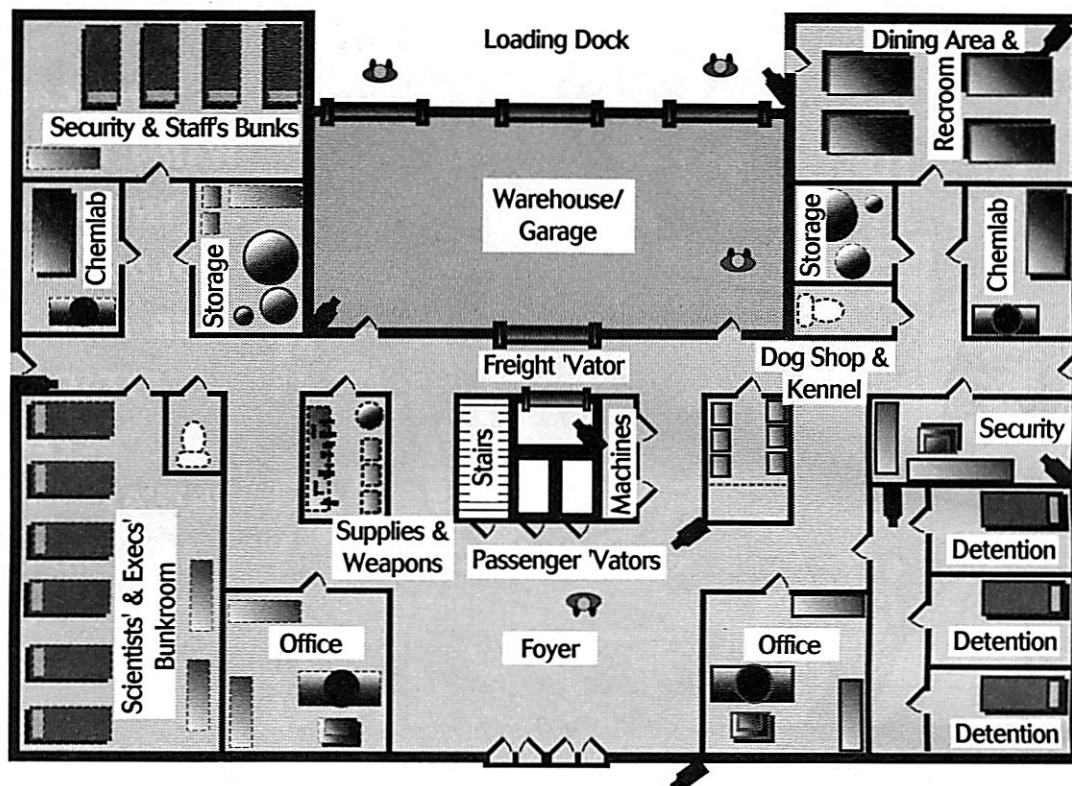 Loading Dock
Dining Area &
Recroom
Security & Staff's Bunks
Warehouse/
Garage
Chemlab
Storage
Storage
Chemlab
Freight 'Vator
Dog Shop &
Kennel
Stairs
Machines
Security
Scientists' & Execs'
Bunkroom
Supplies &
Weapons
Passenger 'Vators
Detention
Office
Foyer
Office
Detention
Detention